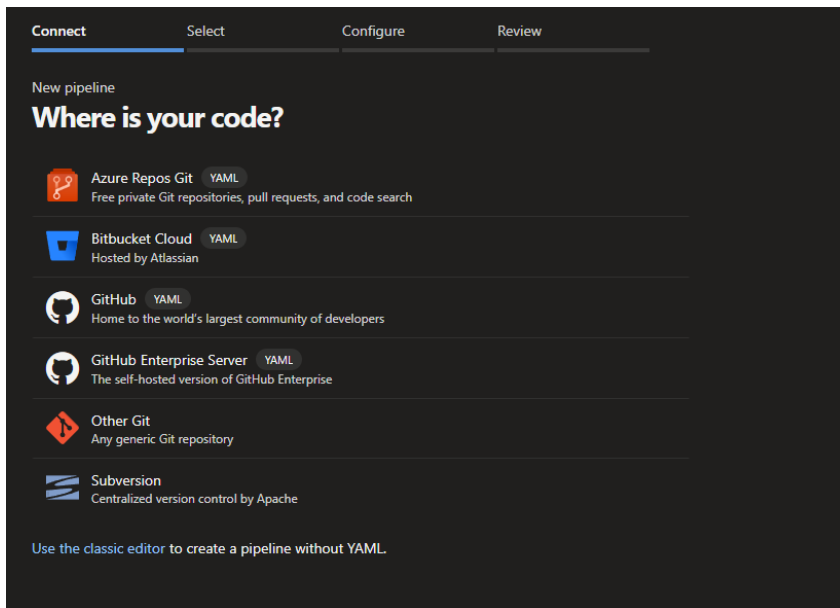 Connect Select Configure Review
New pipeline
Where is your code?
Azure Repos Git YAML
Free private Git repositories, pull requests, and code search
Bitbucket Cloud YAML
Hosted by Atlassian
GitHub YAML
Home to the world's largest community of developers
GitHub Enterprise Server YAML
The self-hosted version of GitHub Enterprise
Other Git
Any generic Git repository
Subversion
Centralized version control by Apache
Use the classic editor to create a pipeline without YAML.